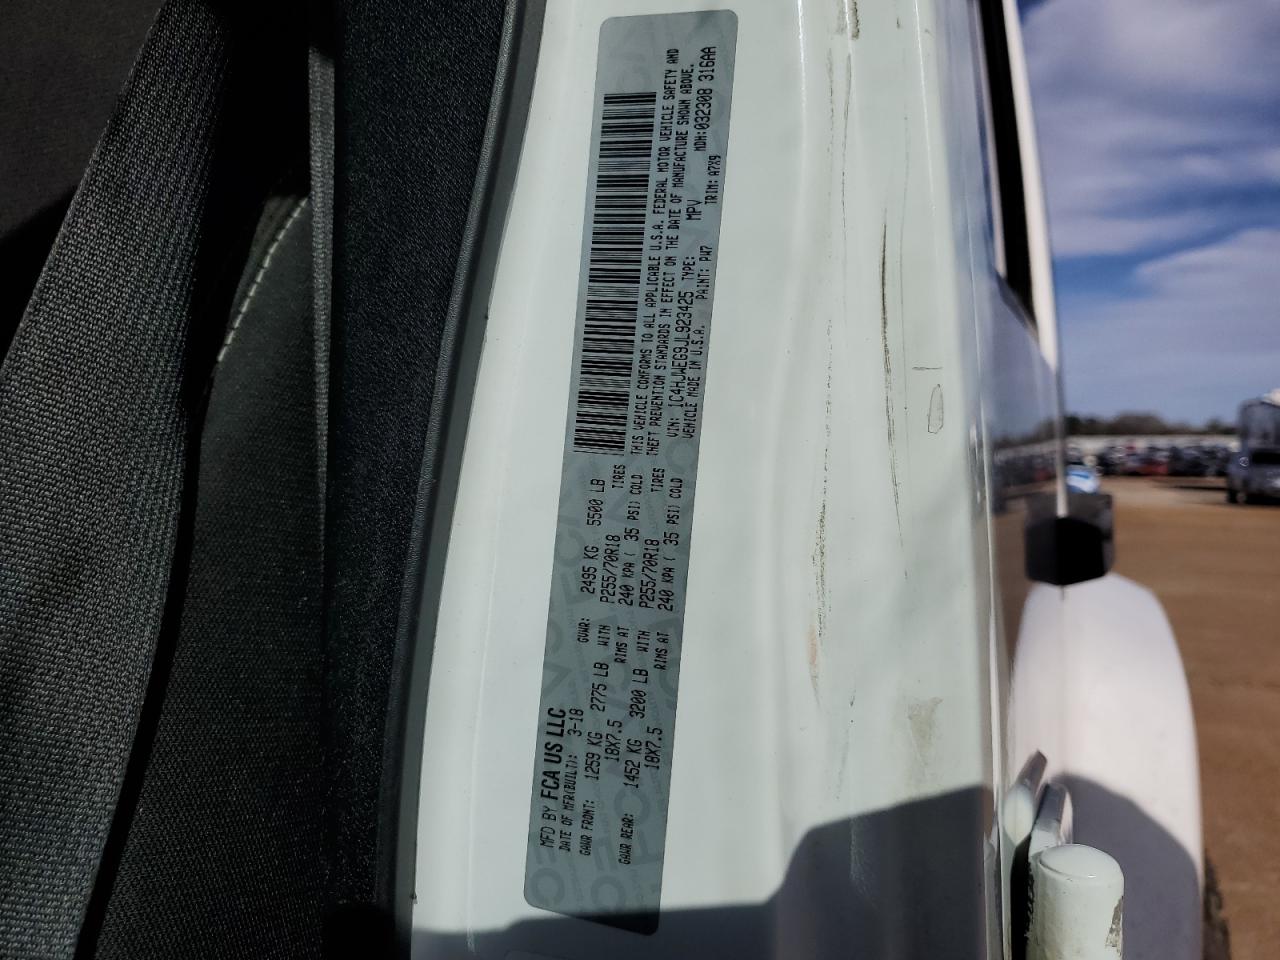 MFD BY FCA US LLC
DATE OF MFR(BUILT): 3-18 GVWR: 2495 KG 5500 LB
GAWR FRONT: 1259 KG 2775 LB WITH P255/70R18 TIRES
18X7.5 RIMS AT 240 KPA ( 35 PSI) COLD
GAWR REAR: 1452 KG 3200 LB WITH P255/70R18 TIRES
18X7.5 RIMS AT 240 KPA ( 35 PSI) COLD
THIS VEHICLE CONFORMS TO ALL APPLICABLE U.S.A. FEDERAL MOTOR VEHICLE SAFETY AND
THEFT PREVENTION STANDARDS IN EFFECT ON THE DATE OF MANUFACTURE SHOWN ABOVE.
VIN: 1C4HJWEG9JL923425 TYPE: MPV MDH:032308 316AA
VEHICLE MADE IN U.S.A. PAINT: PW7 TRIM: A7X9